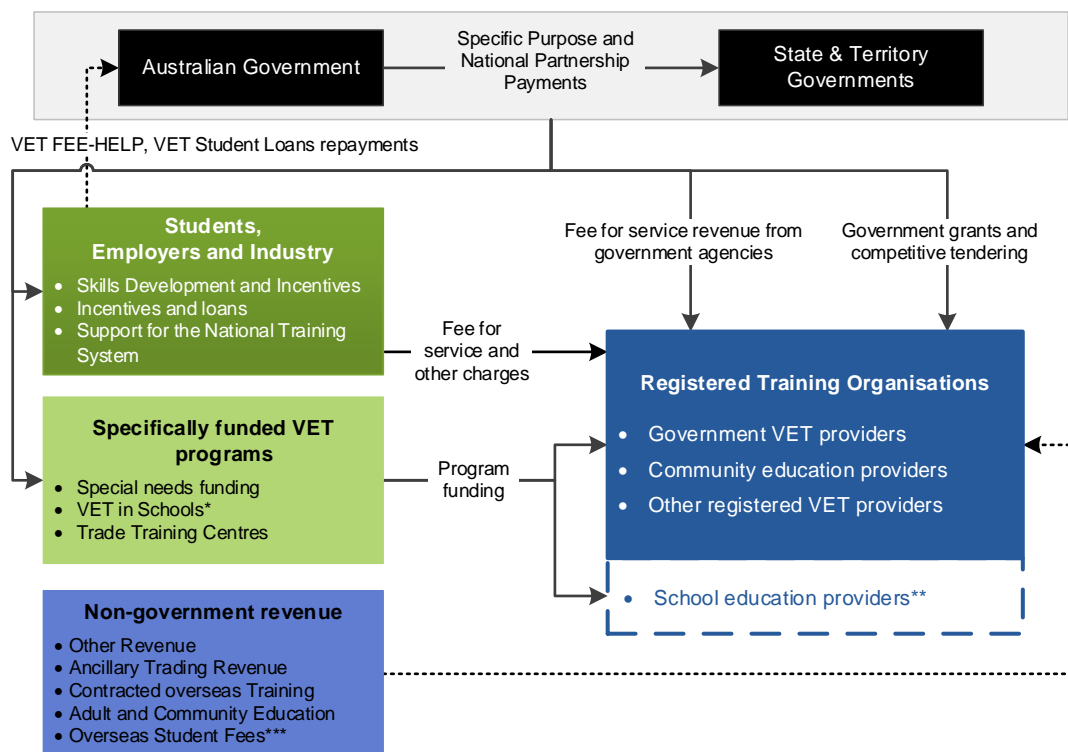 Australian Government
Specific Purpose and
National Partnership
Payments
State & Territory
Governments
VET FEE-HELP, VET Student Loans repayments
Students,
Employers and Industry
• Skills Development and Incentives
• Incentives and loans
• Support for the National Training
System
Fee for service revenue from
government agencies
Government grants and
competitive tendering
Fee for
service and
other charges
Registered Training Organisations
• Government VET providers
• Community education providers
• Other registered VET providers
Specifically funded VET
programs
• Special needs funding
• VET in Schools*
• Trade Training Centres
Program
funding
• School education providers**
Non-government revenue
• Other Revenue
• Ancillary Trading Revenue
• Contracted overseas Training
• Adult and Community Education
• Overseas Student Fees***